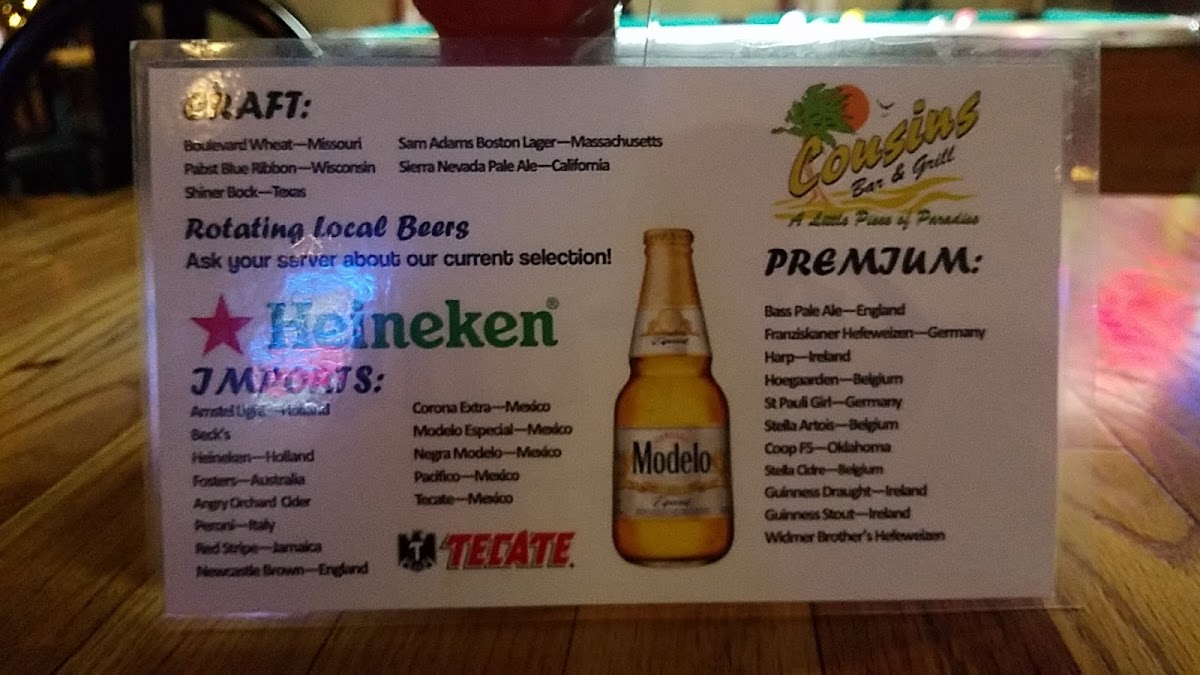 CRAFT:
Boulevard Wheat—Missouri
Pabst Blue Ribbon—Wisconsin
Shiner Bock—Texas
Sam Adams Boston Lager—Massachusetts
Sierra Nevada Pale Ale—California
Rotating Local Beers
Ask your server about our current selection!
Heineken®
IMPORTS:
Amstel Light—Holland
Beck's
Heineken—Holland
Fosters—Australia
Angry Orchard Cider
Peroni—Italy
Red Stripe—Jamaica
Newcastle Brown—England
Corona Extra—Mexico
Modelo Especial—Mexico
Negra Modelo—Mexico
Pacifico—Mexico
Tecate—Mexico
T
TECATE
Modelo
Especial
Cousins
Bar & Grill
A Little Piece of Paradise
PREMIUM:
Bass Pale Ale—England
Franziskaner Hefeweizen—Germany
Harp—Ireland
Hoegaarden—Belgium
St Pauli Girl—Germany
Stella Artois—Belgium
Coop F5—Oklahoma
Stella Cidre—Belgium
Guinness Draught—Ireland
Guinness Stout—Ireland
Widmer Brother's Hefeweizen